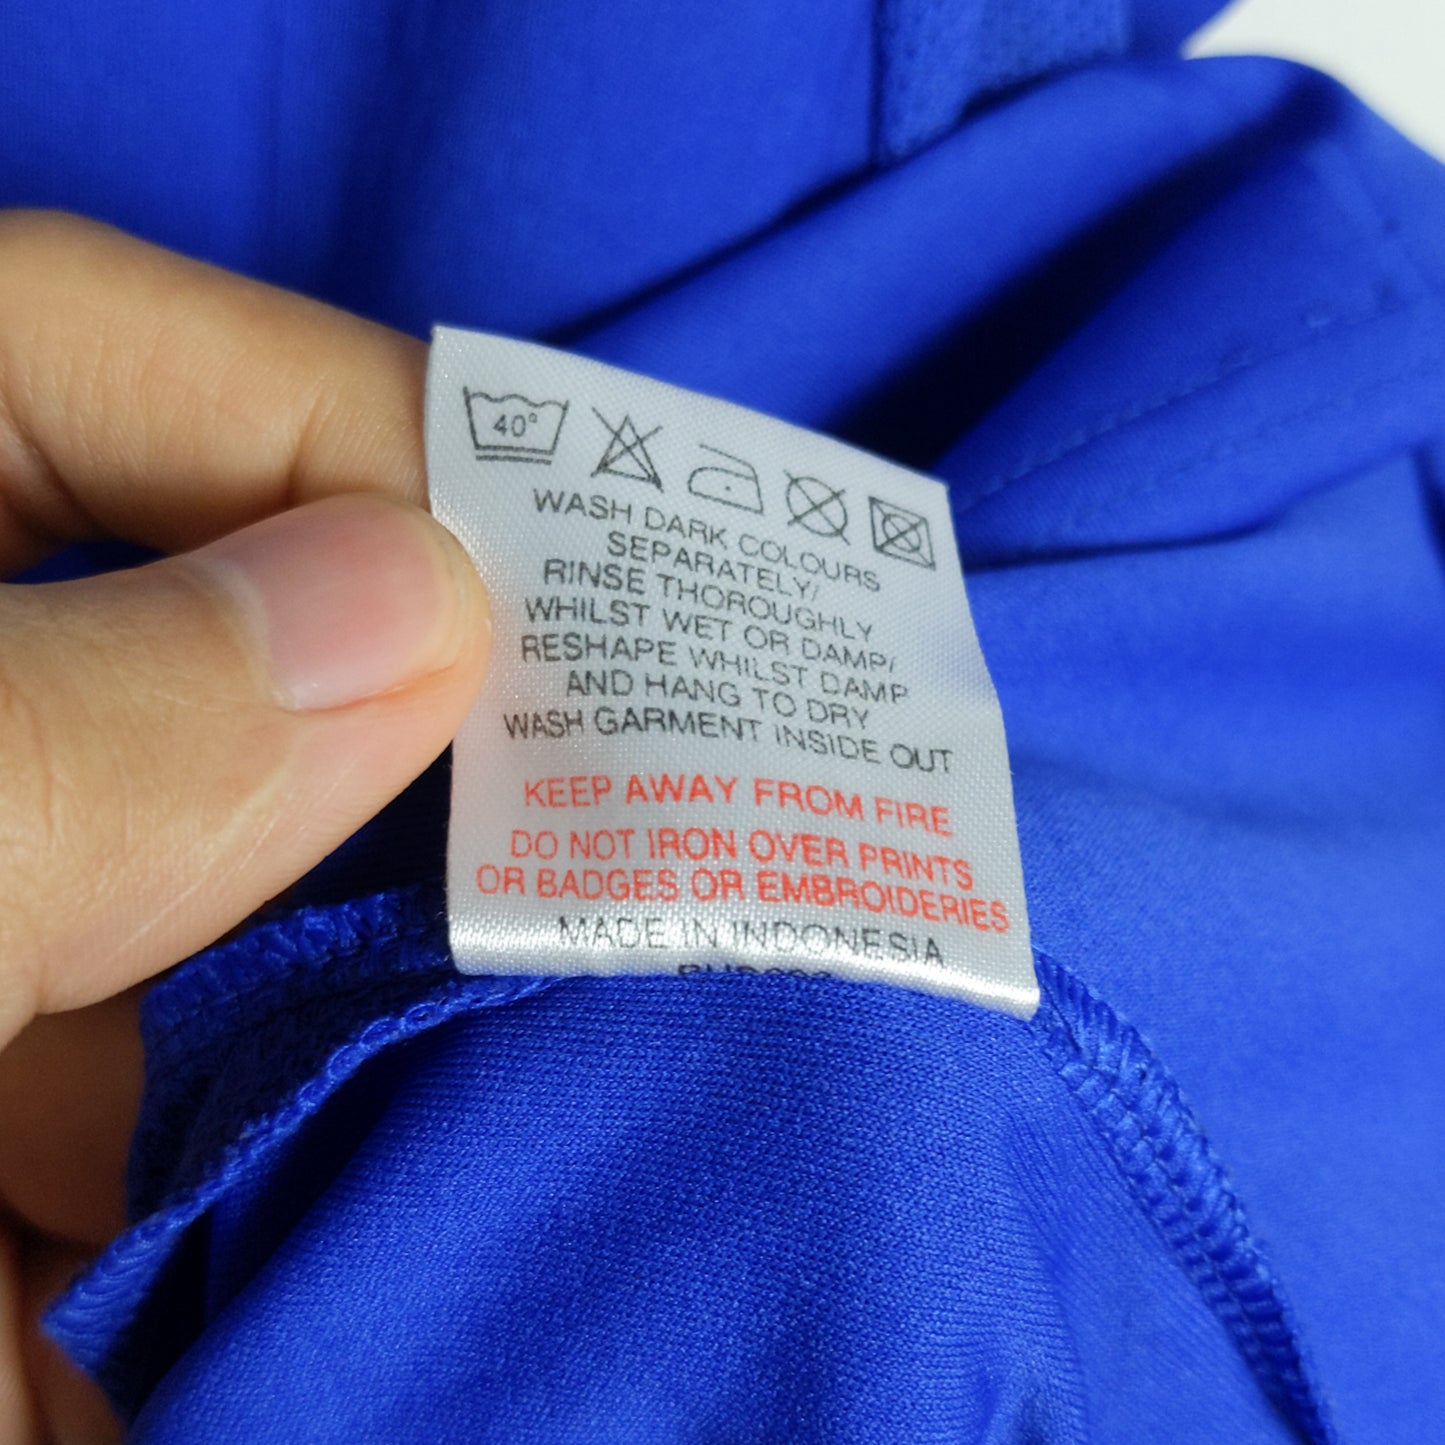 40°
WASH DARK COLOURS
SEPARATELY/
RINSE THOROUGHLY
WHILST WET OR DAMP/
RESHAPE WHILST DAMP
AND HANG TO DRY
WASH GARMENT INSIDE OUT
KEEP AWAY FROM FIRE
DO NOT IRON OVER PRINTS
OR BADGES OR EMBROIDERIES
MADE IN INDONESIA